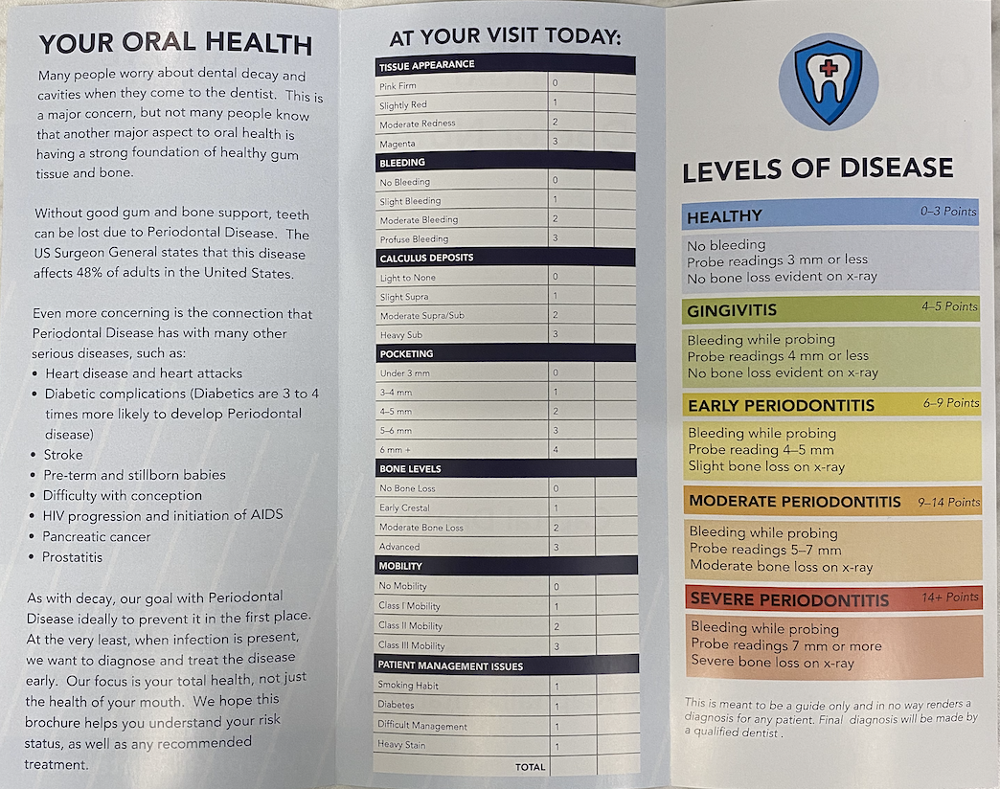 YOUR ORAL HEALTH
Many people worry about dental decay and
cavities when they come to the dentist. This is
a major concern, but not many people know
that another major aspect to oral health is
having a strong foundation of healthy gum
tissue and bone.
Without good gum and bone support, teeth
can be lost due to Periodontal Disease. The
US Surgeon General states that this disease
affects 48% of adults in the United States.
Even more concerning is the connection that
Periodontal Disease has with many other
serious diseases, such as:
• Heart disease and heart attacks
• Diabetic complications (Diabetics are 3 to 4
times more likely to develop Periodontal
disease)
• Stroke
• Pre-term and stillborn babies
• Difficulty with conception
• HIV progression and initiation of AIDS
• Pancreatic cancer
• Prostatitis
As with decay, our goal with Periodontal
Disease ideally to prevent it in the first place.
At the very least, when infection is present,
we want to diagnose and treat the disease
early. Our focus is your total health, not just
the health of your mouth. We hope this
brochure helps you understand your risk
status, as well as any recommended
treatment.
AT YOUR VISIT TODAY:
TISSUE APPEARANCE
Pink Firm 0
Slightly Red 1
Moderate Redness 2
Magenta 3
BLEEDING
No Bleeding 0
Slight Bleeding 1
Moderate Bleeding 2
Profuse Bleeding 3
CALCULUS DEPOSITS
Light to None 0
Slight Supra 1
Moderate Supra/Sub 2
Heavy Sub 3
POCKETING
Under 3 mm 0
3–4 mm 1
4–5 mm 2
5–6 mm 3
6 mm + 4
BONE LEVELS
No Bone Loss 0
Early Crestal 1
Moderate Bone Loss 2
Advanced 3
MOBILITY
No Mobility 0
Class I Mobility 1
Class II Mobility 2
Class III Mobility 3
PATIENT MANAGEMENT ISSUES
Smoking Habit 1
Diabetes 1
Difficult Management 1
Heavy Stain 1
TOTAL
LEVELS OF DISEASE
HEALTHY 0–3 Points
No bleeding
Probe readings 3 mm or less
No bone loss evident on x-ray
GINGIVITIS 4–5 Points
Bleeding while probing
Probe readings 4 mm or less
No bone loss evident on x-ray
EARLY PERIODONTITIS 6–9 Points
Bleeding while probing
Probe reading 4–5 mm
Slight bone loss on x-ray
MODERATE PERIODONTITIS 9–14 Points
Bleeding while probing
Probe readings 5–7 mm
Moderate bone loss on x-ray
SEVERE PERIODONTITIS 14+ Points
Bleeding while probing
Probe readings 7 mm or more
Severe bone loss on x-ray
This is meant to be a guide only and in no way renders a
diagnosis for any patient. Final diagnosis will be made by
a qualified dentist .